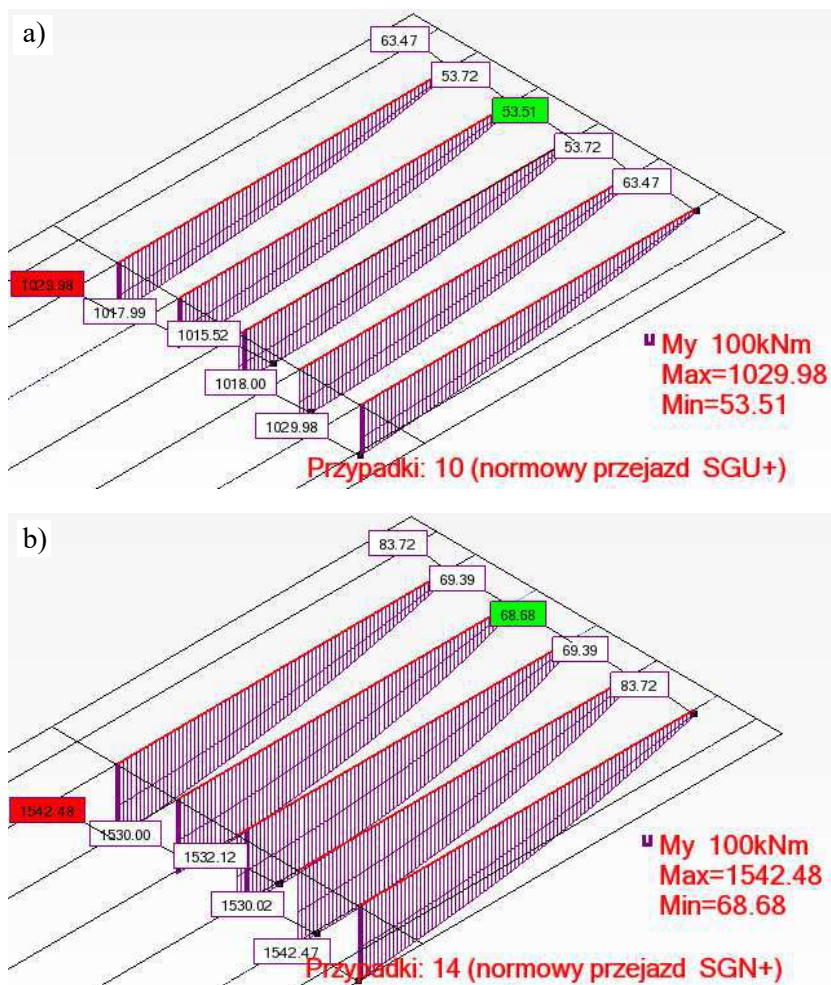 a)
63.47
53.72
53.51
53.72
63.47
1029.98
1017.99
1015.52
1018.00
1029.98
My 100kNm
Max=1029.98
Min=53.51
Przypadki: 10 (normowy przejazd SGU+)
b)
83.72
69.39
68.68
69.39
83.72
1542.48
1530.00
1532.12
1530.02
1542.47
My 100kNm
Max=1542.48
Min=68.68
Przypadki: 14 (normowy przejazd SGN+)